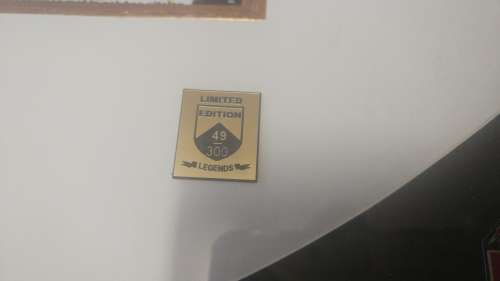 LIMITED
EDITION
49
300
LEGENDS